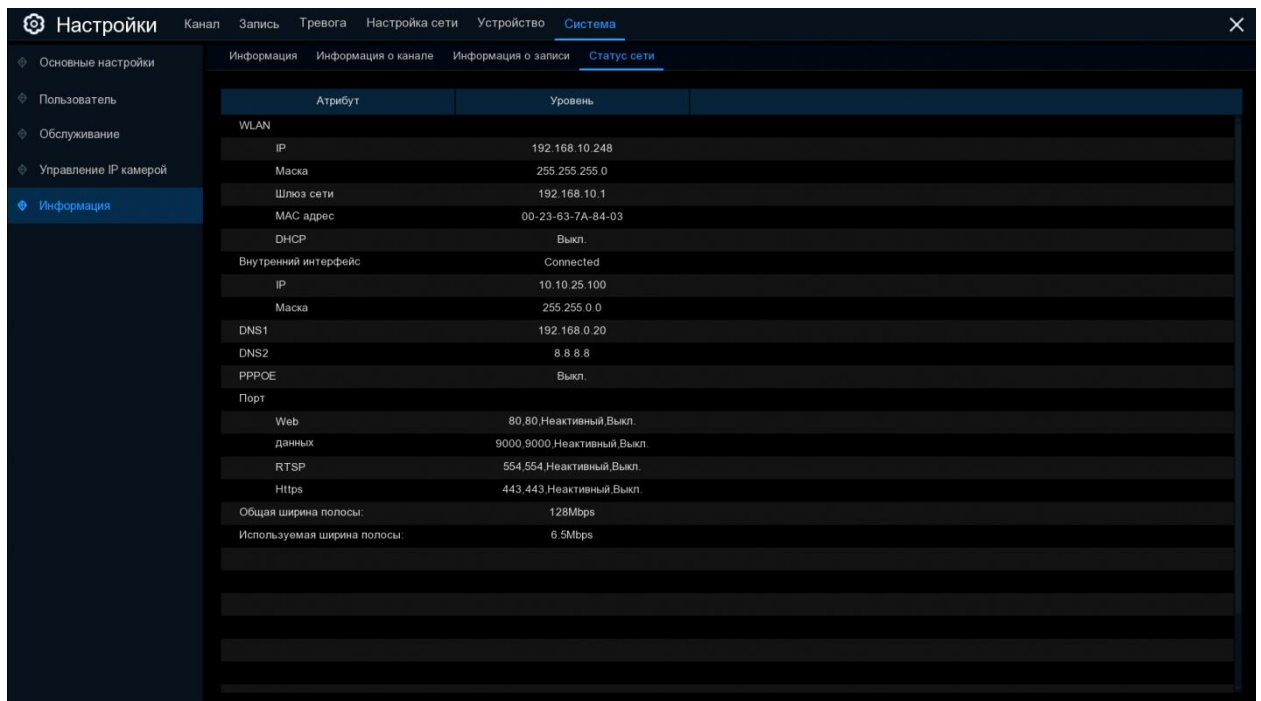 Настройки Канал Запись Тревога Настройка сети Устройство Система
Информация Информация о канале Информация о записи Статус сети
Основные настройки
Пользователь
Обслуживание
Управление IP камерой
Информация
Атрибут Уровень
WLAN
IP 192.168.10.248
Маска 255.255.255.0
Шлюз сети 192.168.10.1
MAC адрес 00-23-63-7A-84-03
DHCP Выкл.
Внутренний интерфейс Connected
IP 10.10.25.100
Маска 255.255.0.0
DNS1 192.168.0.20
DNS2 8.8.8.8
PPPOE Выкл.
Порт
Web 80,80,Неактивный,Выкл.
данных 9000,9000,Неактивный,Выкл.
RTSP 554,554,Неактивный,Выкл.
Https 443,443,Неактивный,Выкл.
Общая ширина полосы: 128Mbps
Используемая ширина полосы: 6.5Mbps